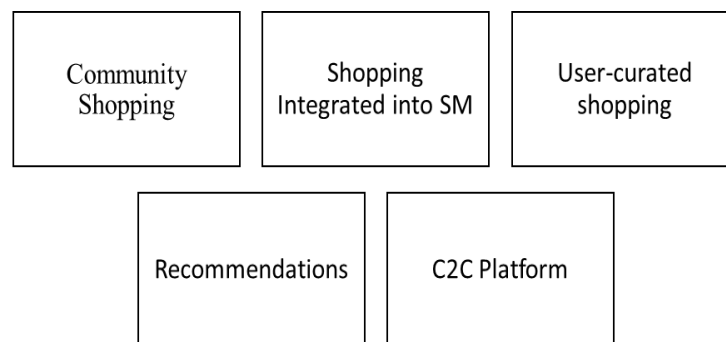 Community
Shopping
Shopping
Integrated into SM
User-curated
shopping
Recommendations
C2C Platform